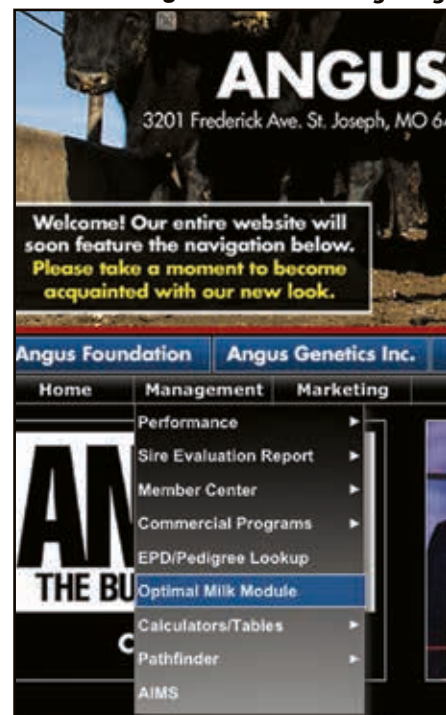 ANGUS
3201 Frederick Ave. St. Joseph, MO 6
Welcome! Our entire website will
soon feature the navigation below.
Please take a moment to become
acquainted with our new look.
Angus Foundation
Angus Genetics Inc.
Home
Management
Marketing
Performance
Sire Evaluation Report
Member Center
Commercial Programs
EPD/Pedigree Lookup
Optimal Milk Module
Calculators/Tables
Pathfinder
AIMS
AN
THE BU